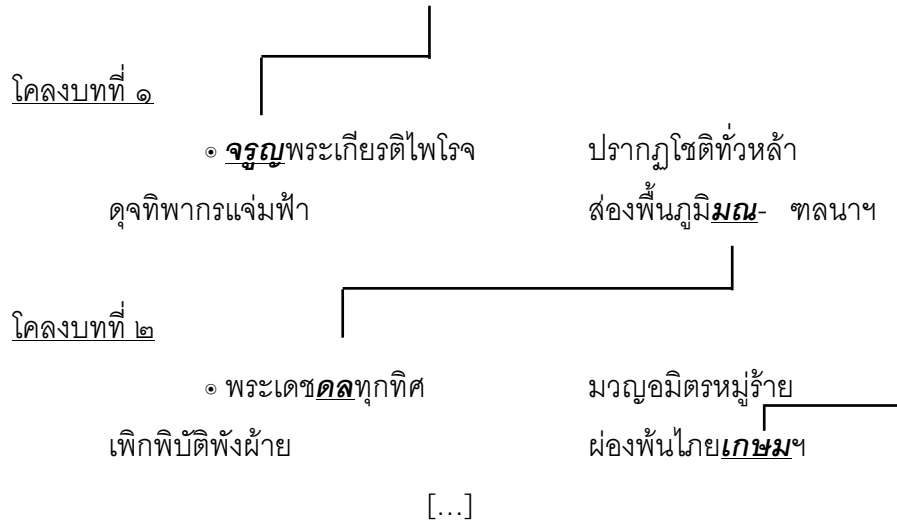 โคลงบทที่ ๑
๏ จรูญพระเกียรติไพโรจ ปรากฏโชติทั่วหล้า
ดุจทิพากรแจ่มฟ้า ส่องพื้นภูมิมณ- ฑลนาฯ
โคลงบทที่ ๒
๏ พระเดชดลทุกทิศ มวญอมิตรหมู่ร้าย
เพิกพิบัติพังผ้าย ผ่องพ้นไภยเกษมฯ
[...]